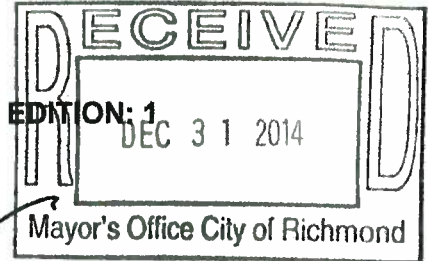 RECEIVED
EDITION: 1
DEC 31 2014
Mayor's Office City of Richmond